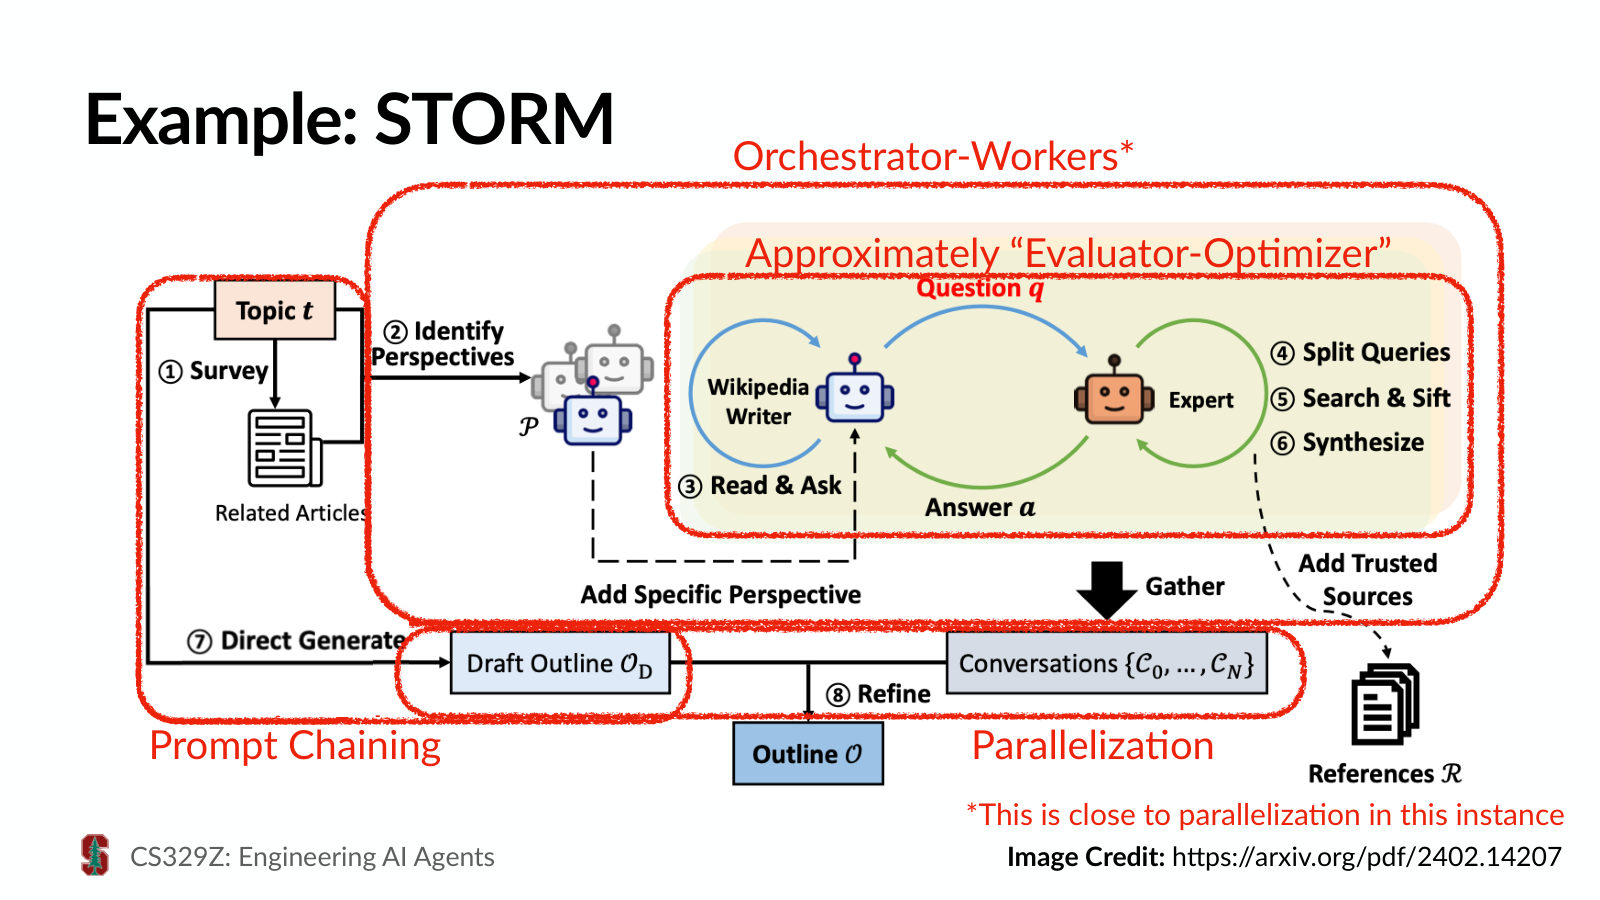 Example: STORM
Orchestrator-Workers*
Approximately “Evaluator-Optimizer”
Question q
Topic t
② Identify
Perspectives
① Survey
Related Articles
𝒫
Wikipedia
Writer
Expert
④ Split Queries
⑤ Search & Sift
⑥ Synthesize
③ Read & Ask
Answer a
Add Specific Perspective
Gather
Add Trusted
Sources
⑦ Direct Generate
Draft Outline 𝒪D
Conversations {𝒞0, …, 𝒞N}
⑧ Refine
Outline 𝒪
References ℛ
Prompt Chaining
Parallelization
*This is close to parallelization in this instance
CS329Z: Engineering AI Agents
Image Credit: https://arxiv.org/pdf/2402.14207